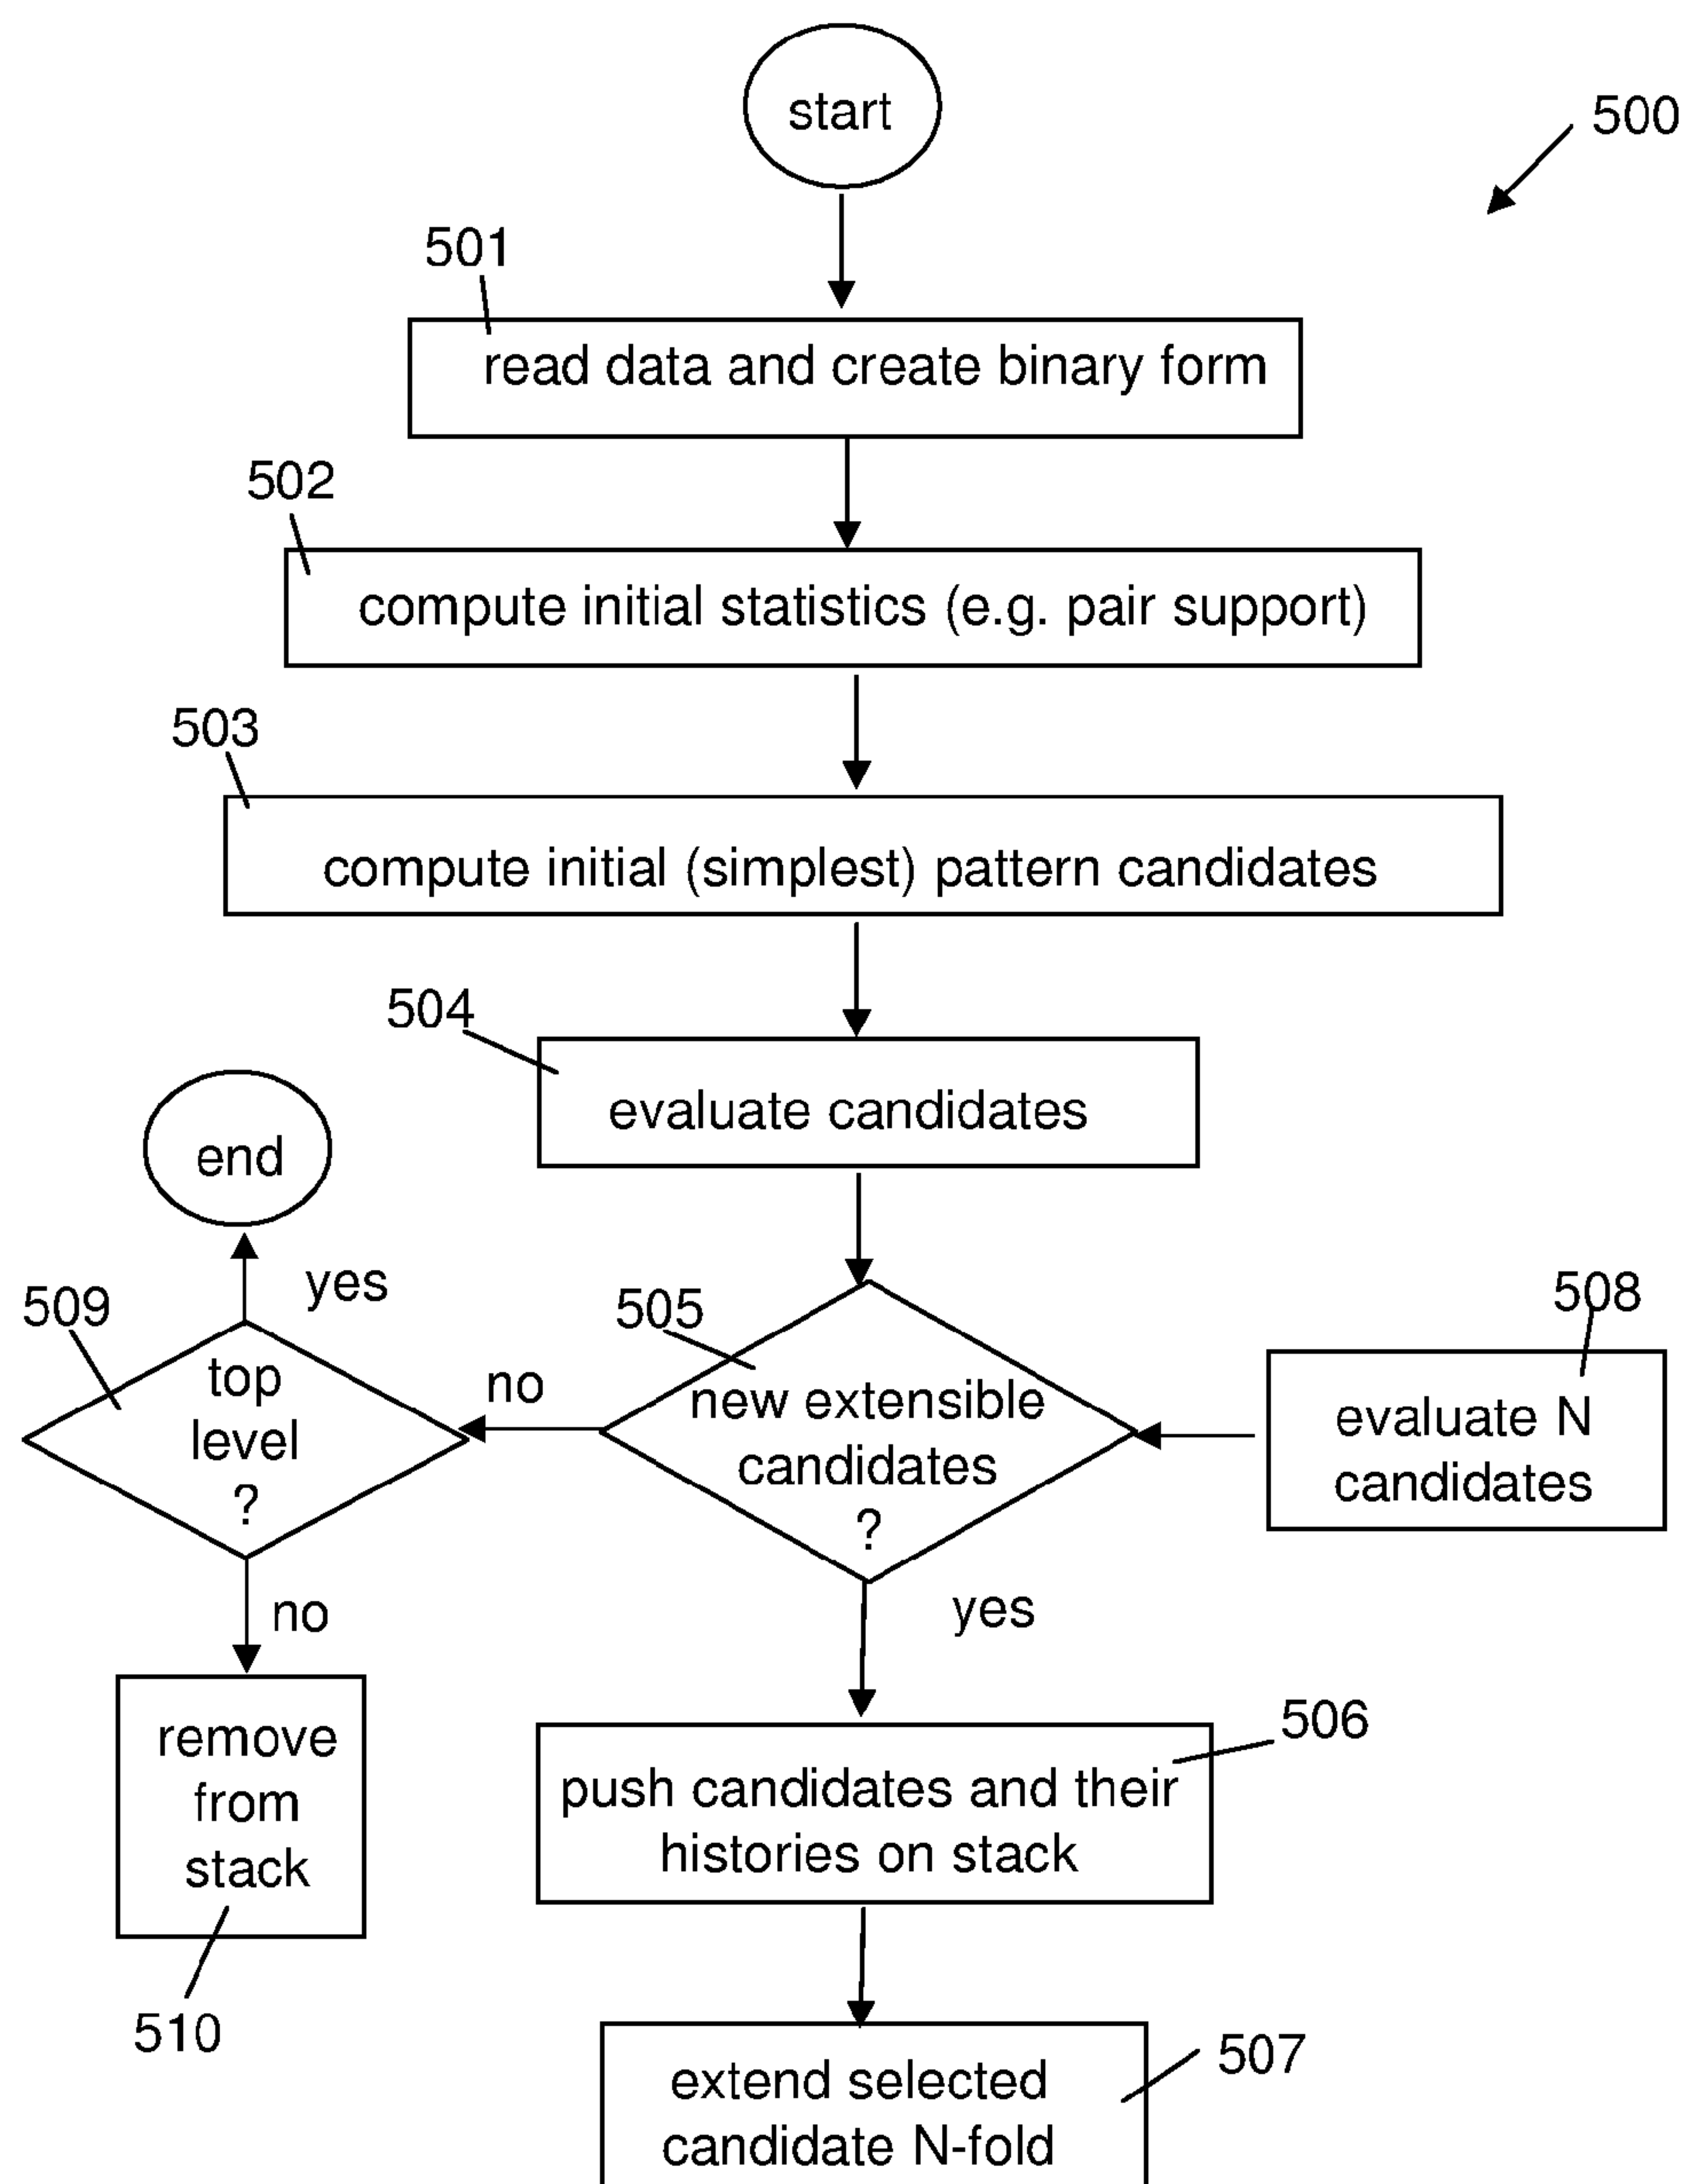 start
500
501
read data and create binary form
502
compute initial statistics (e.g. pair support)
503
compute initial (simplest) pattern candidates
504
evaluate candidates
end
yes
509
top
level
?
no
505
new extensible
candidates
?
508
evaluate N
candidates
no
yes
remove
from
stack
510
506
push candidates and their
histories on stack
507
extend selected
candidate N-fold